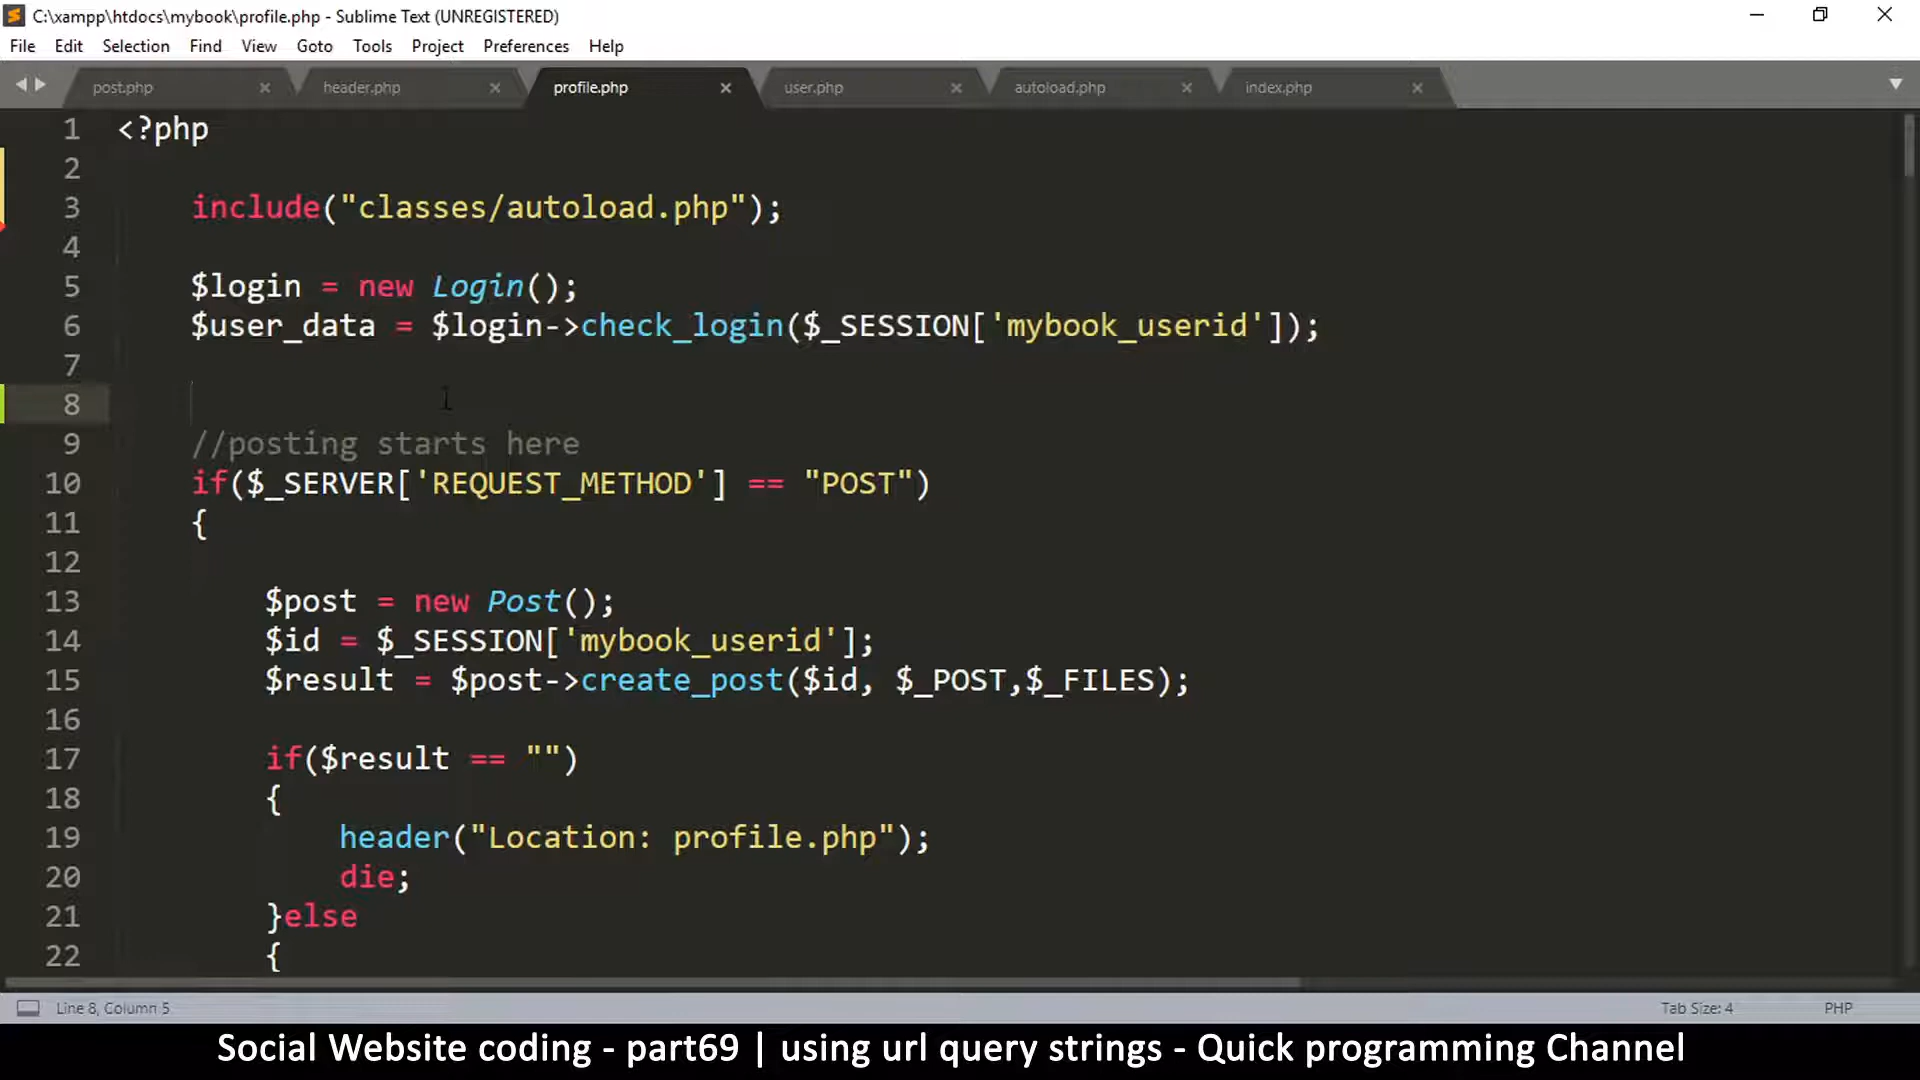 C:\xampp\htdocs\mybook\profile.php - Sublime Text (UNREGISTERED)
File Edit Selection Find View Goto Tools Project Preferences Help
post.php header.php profile.php user.php autoload.php index.php
1 <?php
2
3 include("classes/autoload.php");
4
5 $login = new Login();
6 $user_data = $login->check_login($_SESSION['mybook_userid']);
7
8
9 //posting starts here
10 if($_SERVER['REQUEST_METHOD'] == "POST")
11 {
12
13 $post = new Post();
14 $id = $_SESSION['mybook_userid'];
15 $result = $post->create_post($id, $_POST,$_FILES);
16
17 if($result == "")
18 {
19 header("Location: profile.php");
20 die;
21 }else
22 {
Line 8, Column 5 Tab Size: 4 PHP
Social Website coding - part69 | using url query strings - Quick programming Channel